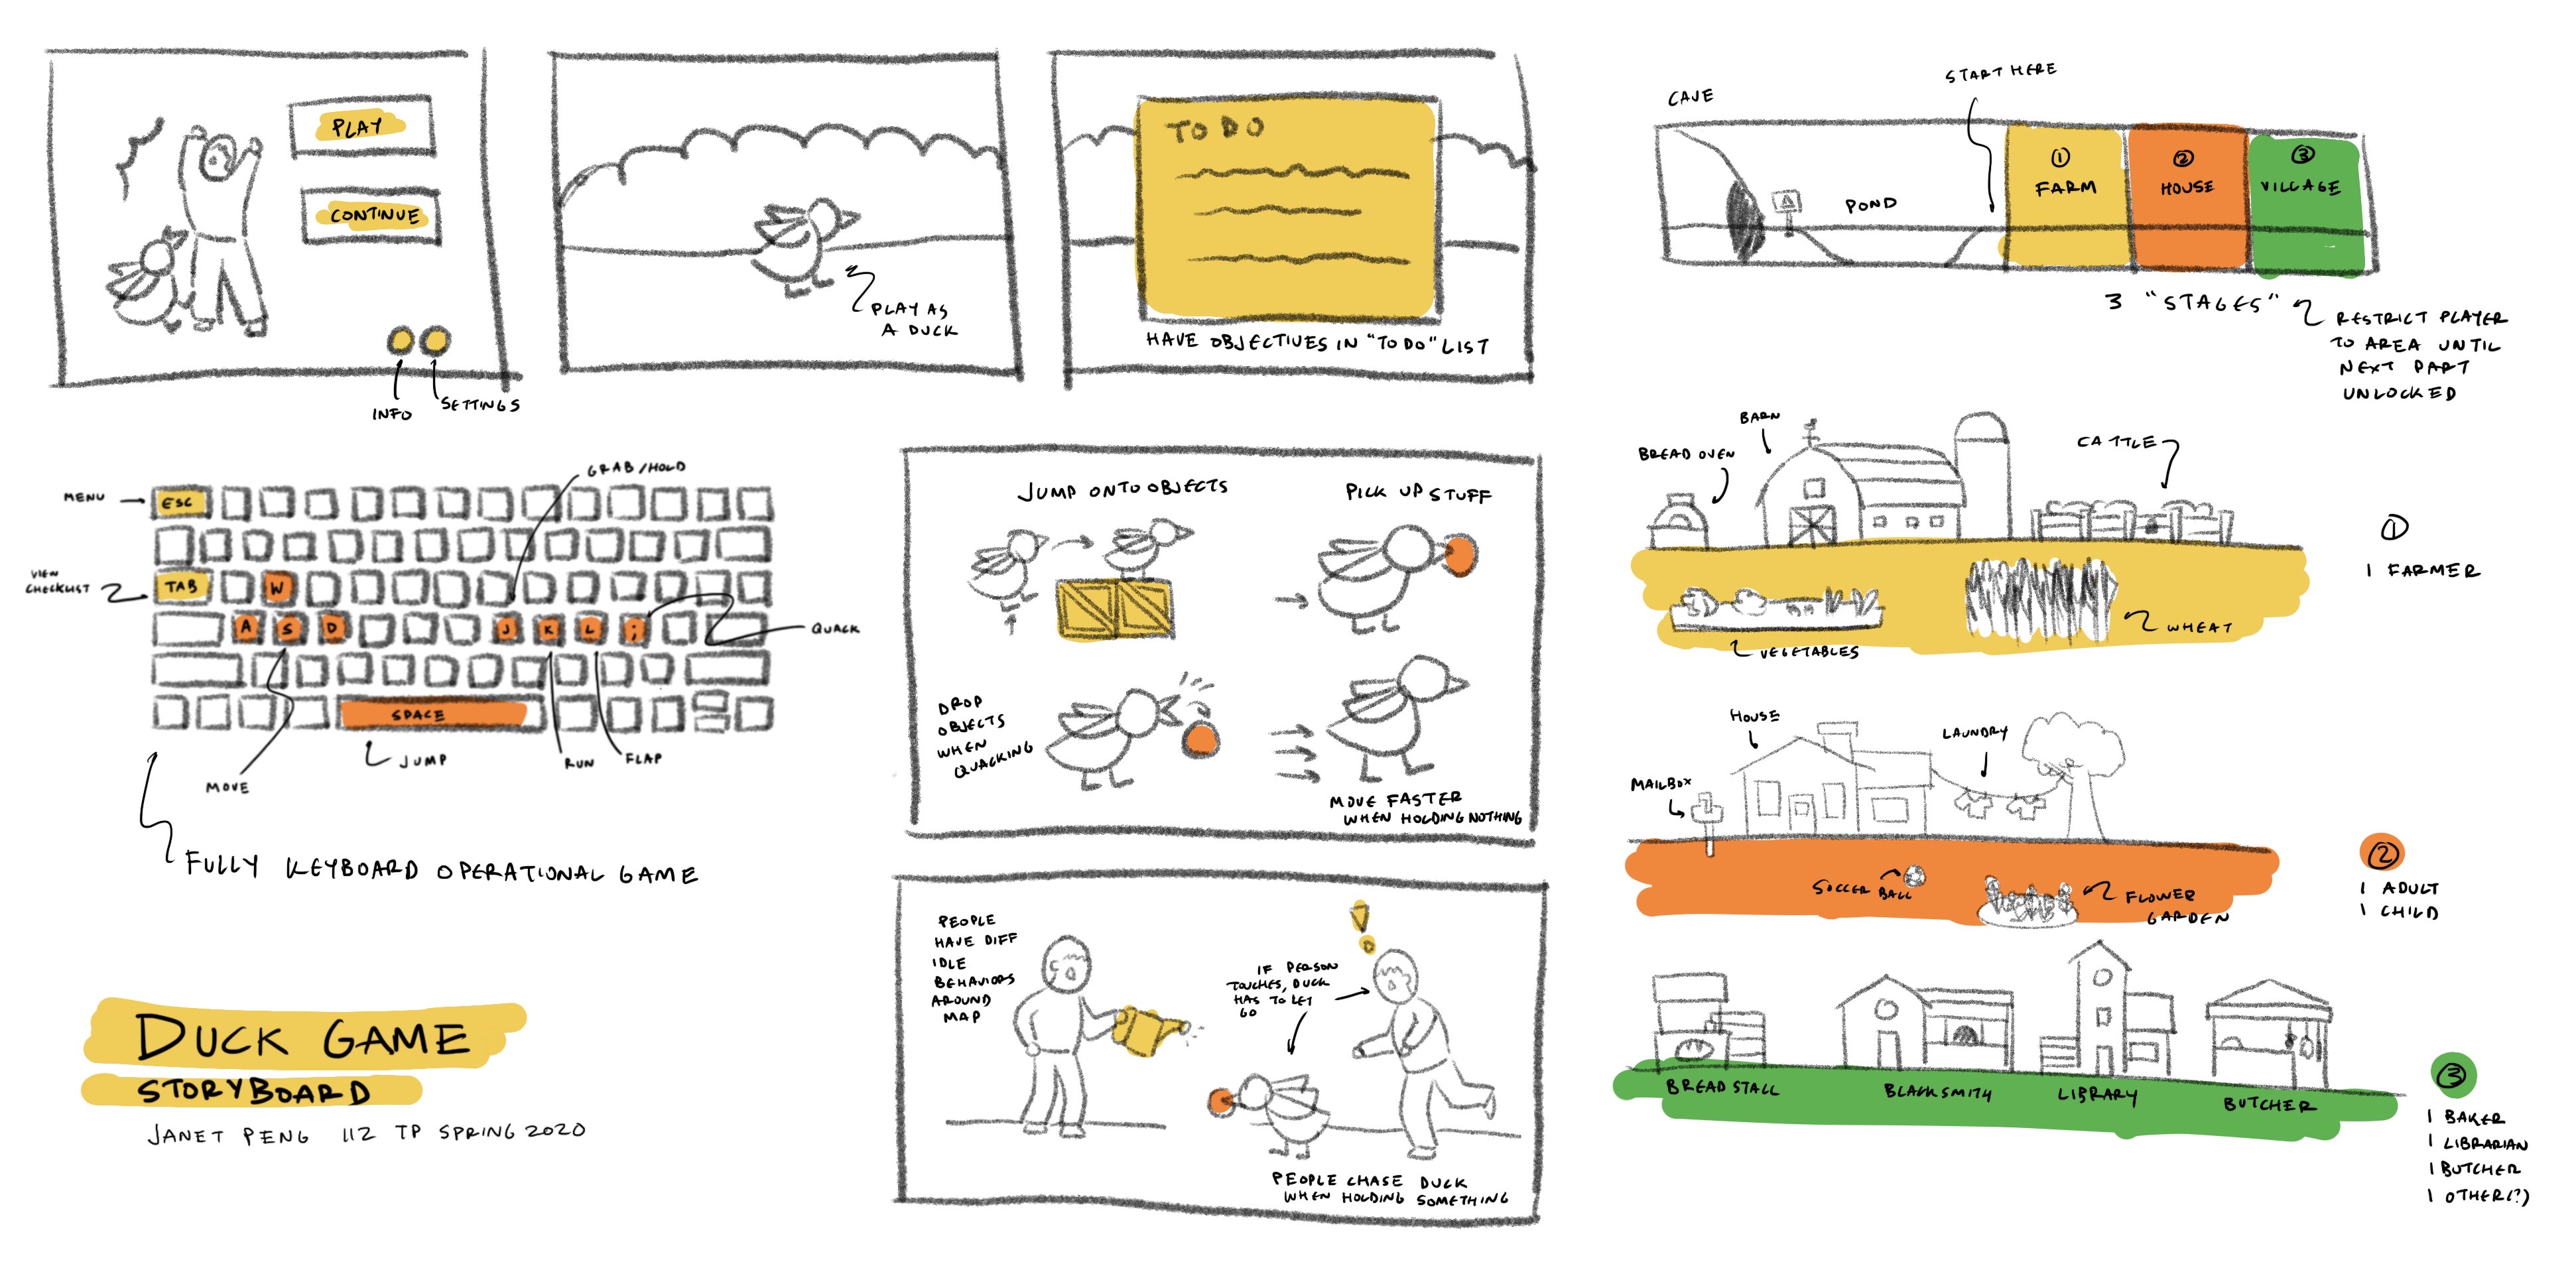 PLAY
CONTINUE
INFO
SETTINGS
PLAY AS
A DUCK
TO DO
HAVE OBJECTIVES IN "TO DO" LIST
CAVE
START HERE
POND
1
FARM
2
HOUSE
3
VILLAGE
3 "STAGES"
RESTRICT PLAYER
TO AREA UNTIL
NEXT PART
UNLOCKED
MENU
ESC
GRAB/HOLD
VIEW
CHECKLIST
TAB
W
A
S
D
J
K
L
;
QUACK
SPACE
JUMP
MOVE
RUN
FLAP
FULLY KEYBOARD OPERATIONAL GAME
JUMP ONTO OBJECTS
PICK UP STUFF
DROP
OBJECTS
WHEN
QUACKING
MOVE FASTER
WHEN HOLDING NOTHING
PEOPLE
HAVE DIFF
IDLE
BEHAVIORS
AROUND
MAP
IF PERSON
TOUCHES, DUCK
HAS TO LET
GO
PEOPLE CHASE DUCK
WHEN HOLDING SOMETHING
BREAD OVEN
BARN
CATTLE
VEGETABLES
WHEAT
1
1 FARMER
MAILBOX
HOUSE
LAUNDRY
SOCCER BALL
FLOWER
GARDEN
2
1 ADULT
1 CHILD
BREAD STALL
BLACKSMITH
LIBRARY
BUTCHER
3
1 BAKER
1 LIBRARIAN
1 BUTCHER
1 OTHER(?)
DUCK GAME
STORYBOARD
JANET PENG 112 TP SPRING 2020